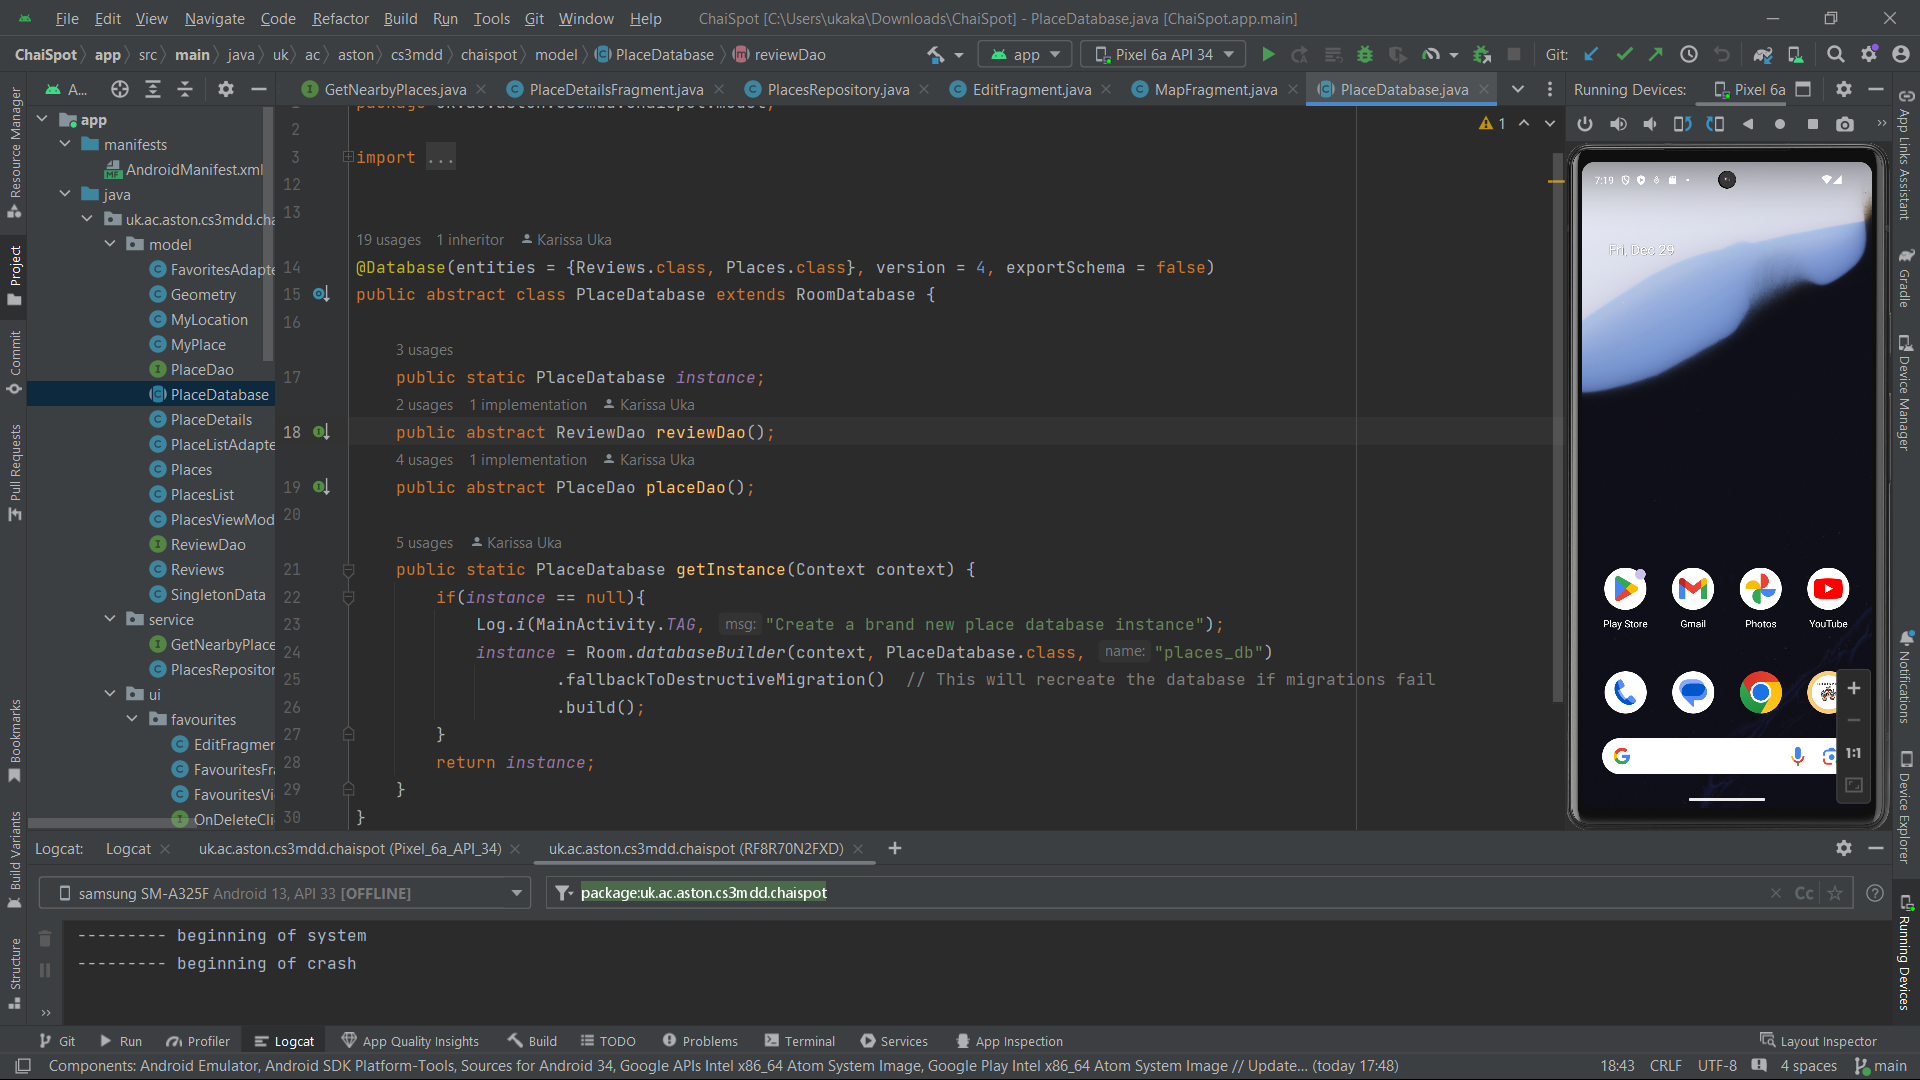 File Edit View Navigate Code Refactor Build Run Tools Git Window Help ChaiSpot [C:\Users\ukaka\Downloads\ChaiSpot] - PlaceDatabase.java [ChaiSpot.app.main]
ChaiSpot app src main java uk ac aston cs3mdd chaispot model PlaceDatabase reviewDao app Pixel 6a API 34 Git:
A... GetNearbyPlaces.java PlaceDetailsFragment.java PlacesRepository.java EditFragment.java MapFragment.java PlaceDatabase.java Running Devices: Pixel 6a
Resource Manager
Project
Commit
Pull Requests
Bookmarks
Build Variants
Structure
app
manifests
AndroidManifest.xml
java
uk.ac.aston.cs3mdd.cha
model
FavoritesAdapte
Geometry
MyLocation
MyPlace
PlaceDao
PlaceDatabase
PlaceDetails
PlaceListAdapte
Places
PlacesList
PlacesViewMod
ReviewDao
Reviews
SingletonData
service
GetNearbyPlace
PlacesRepositor
ui
favourites
EditFragmer
FavouritesFra
FavouritesVi
OnDeleteCli
2
3 import ...
12
13
19 usages 1 inheritor Karissa Uka
14 @Database(entities = {Reviews.class, Places.class}, version = 4, exportSchema = false)
15 public abstract class PlaceDatabase extends RoomDatabase {
16
3 usages
17 public static PlaceDatabase instance;
2 usages 1 implementation Karissa Uka
18 public abstract ReviewDao reviewDao();
4 usages 1 implementation Karissa Uka
19 public abstract PlaceDao placeDao();
20
5 usages Karissa Uka
21 public static PlaceDatabase getInstance(Context context) {
22 if(instance == null){
23 Log.i(MainActivity.TAG, msg: "Create a brand new place database instance");
24 instance = Room.databaseBuilder(context, PlaceDatabase.class, name: "places_db")
25 .fallbackToDestructiveMigration() // This will recreate the database if migrations fail
26 .build();
27 }
28 return instance;
29 }
30 }
1
7:19
Fri, Dec 29
Play Store Gmail Photos YouTube
1:1
App Links Assistant
Gradle
Device Manager
Notifications
Device Explorer
Running Devices
Logcat: Logcat uk.ac.aston.cs3mdd.chaispot (Pixel_6a_API_34) uk.ac.aston.cs3mdd.chaispot (RF8R70N2FXD)
samsung SM-A325F Android 13, API 33 [OFFLINE] package:uk.ac.aston.cs3mdd.chaispot Cc
--------- beginning of system
--------- beginning of crash
Git Run Profiler Logcat App Quality Insights Build TODO Problems Terminal Services App Inspection Layout Inspector
Components: Android Emulator, Android SDK Platform-Tools, Sources for Android 34, Google APIs Intel x86_64 Atom System Image, Google Play Intel x86_64 Atom System Image // Update... (today 17:48) 18:43 CRLF UTF-8 4 spaces main